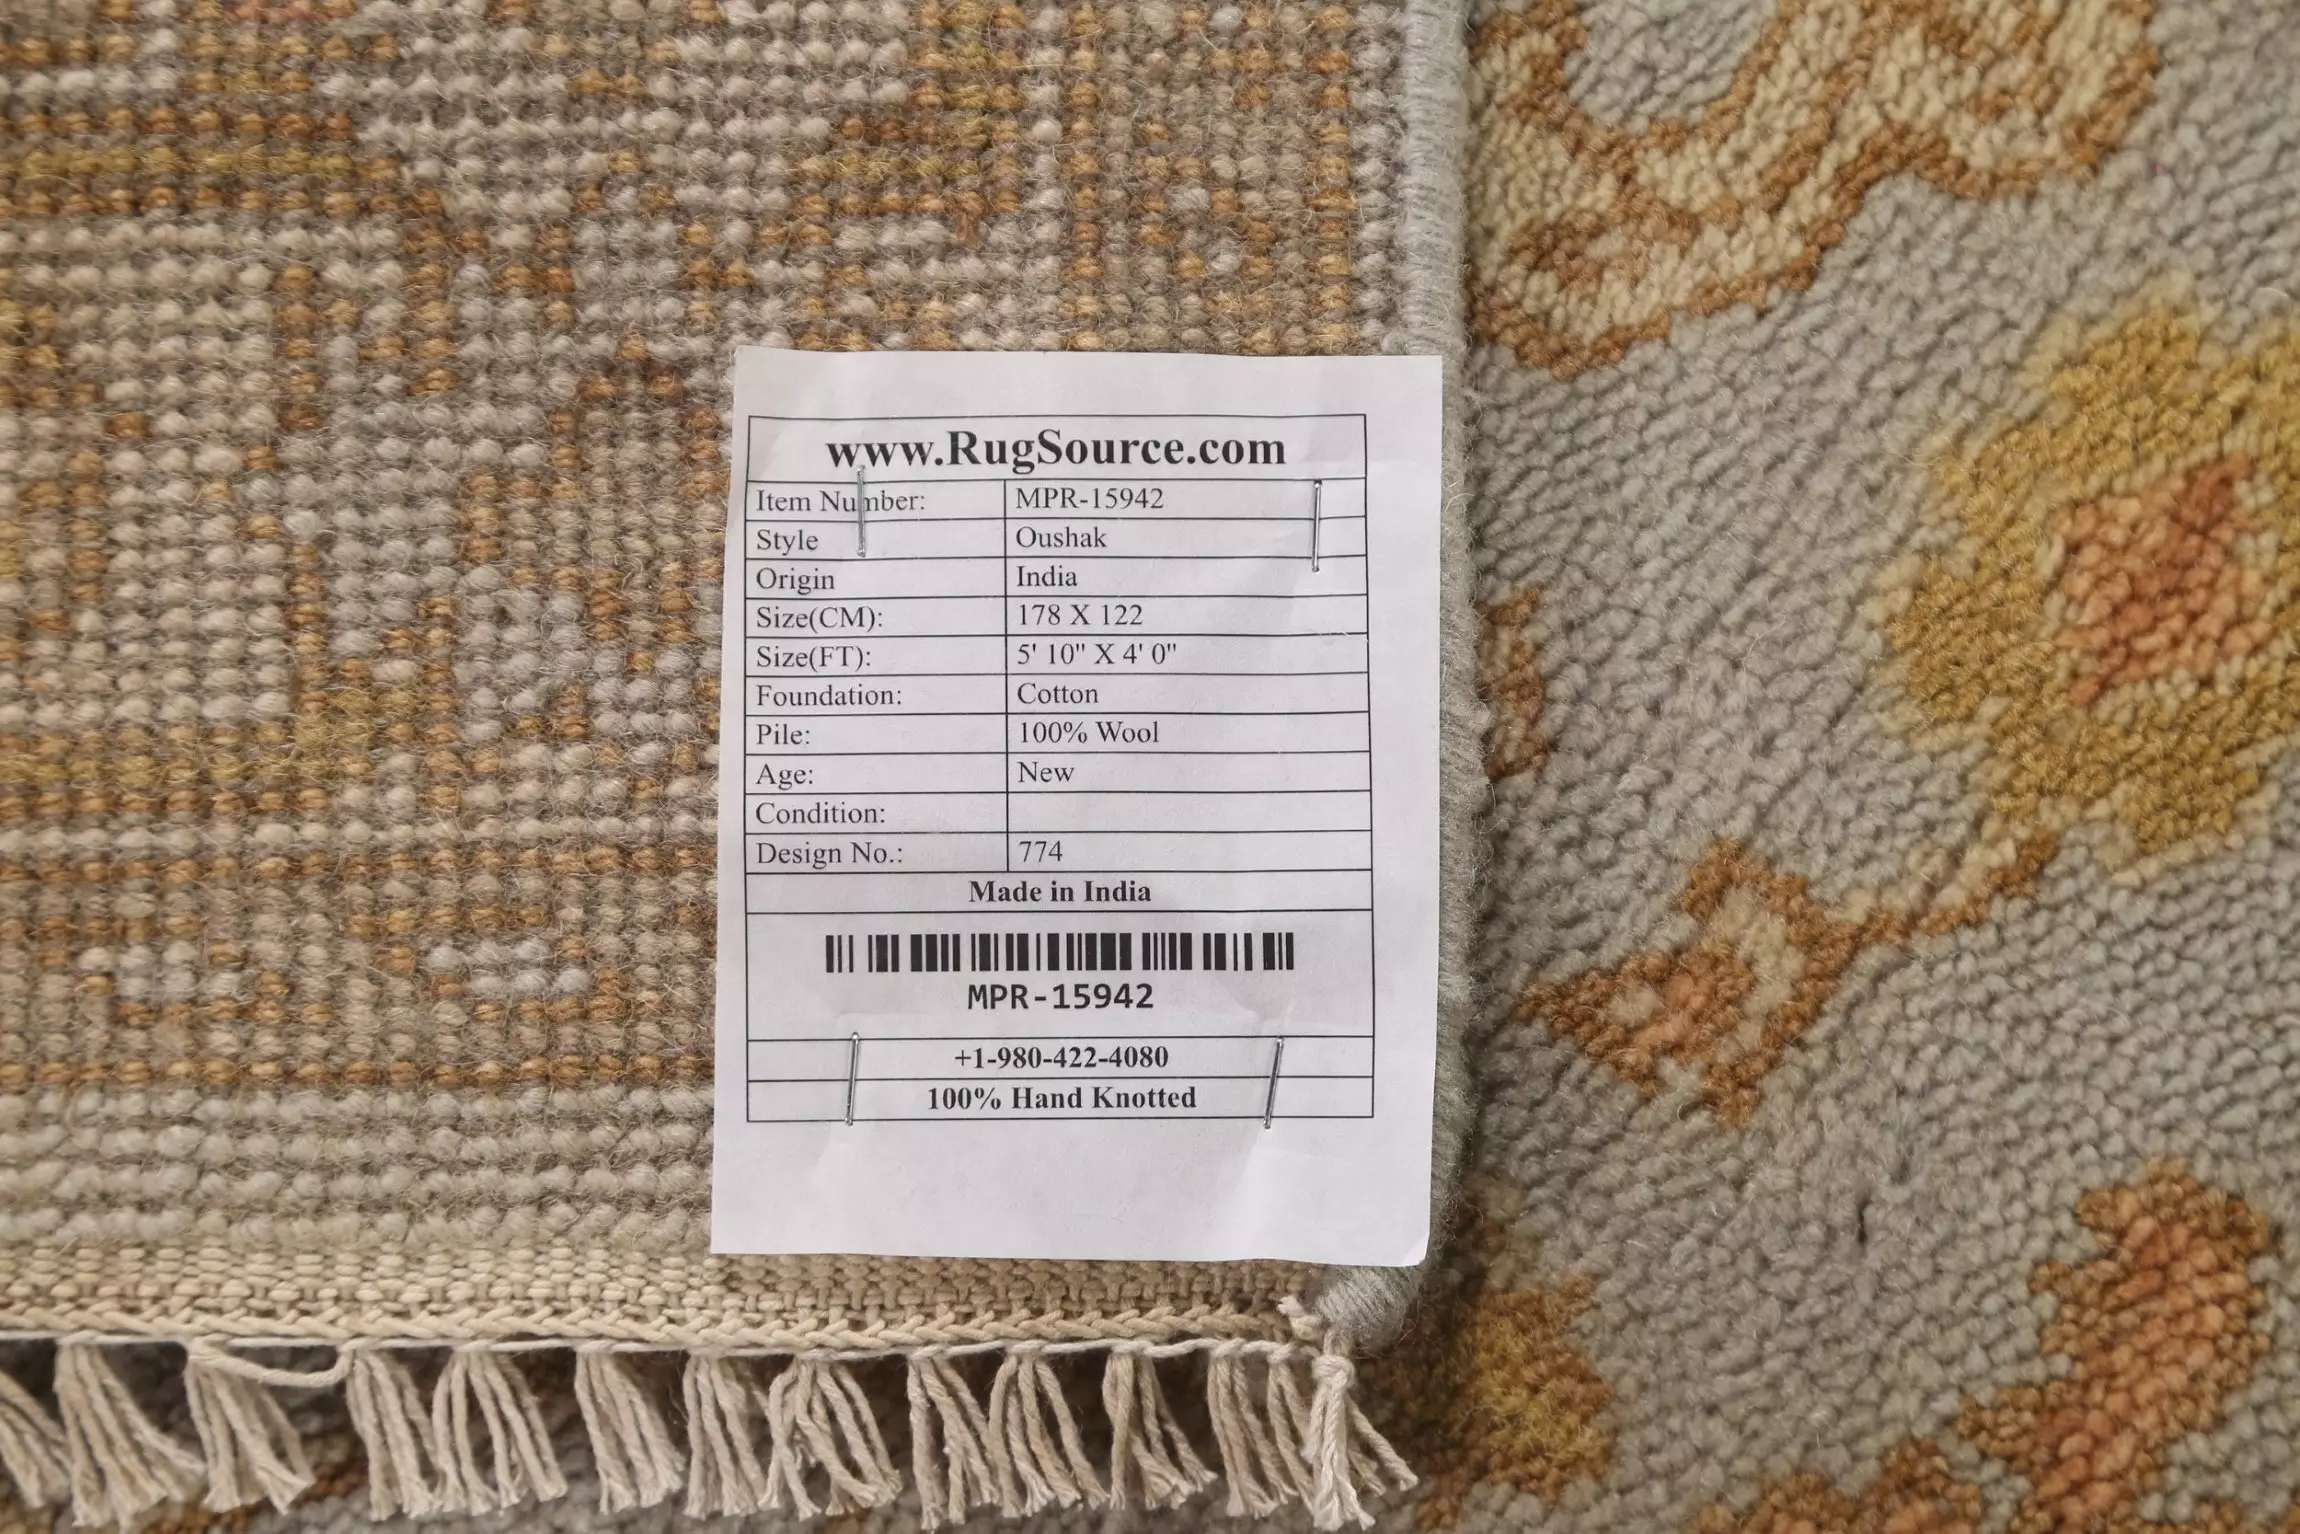 www.RugSource.com
Item Number: MPR-15942
Style Oushak
Origin India
Size(CM): 178 X 122
Size(FT): 5' 10" X 4' 0"
Foundation: Cotton
Pile: 100% Wool
Age: New
Condition:
Design No.: 774
Made in India
MPR-15942
+1-980-422-4080
100% Hand Knotted